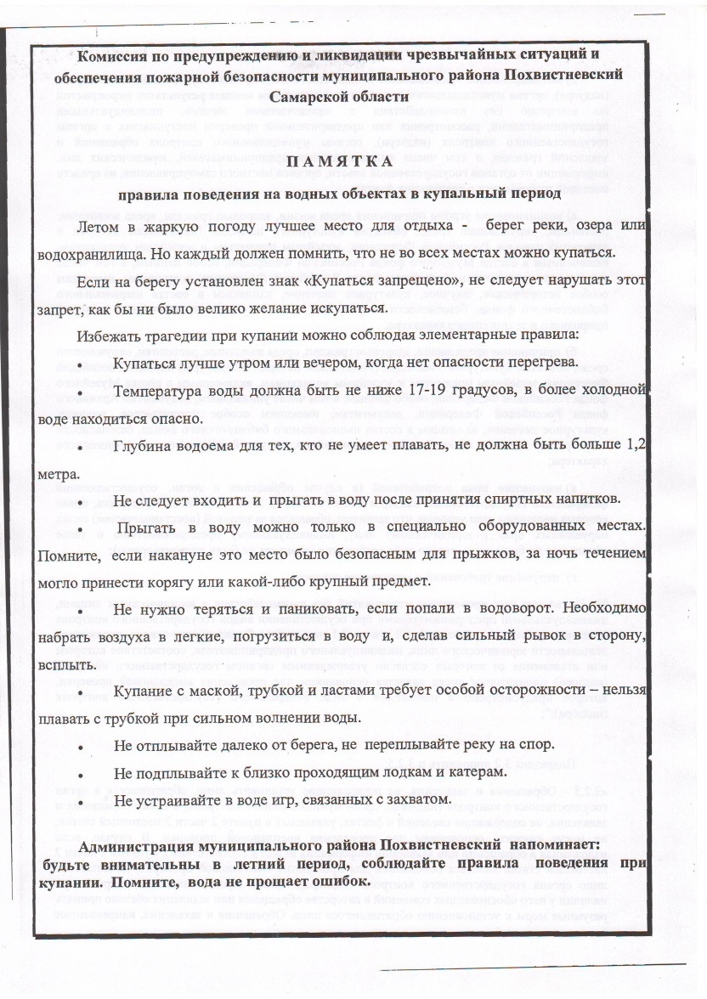 Комиссия по предупреждению и ликвидации чрезвычайных ситуаций и
обеспечения пожарной безопасности муниципального района Похвистневский
Самарской области
П А М Я Т К А
правила поведения на водных объектах в купальный период
Летом в жаркую погоду лучшее место для отдыха - берег реки, озера или
водохранилища. Но каждый должен помнить, что не во всех местах можно купаться.
Если на берегу установлен знак «Купаться запрещено», не следует нарушать этот
запрет, как бы ни было велико желание искупаться.
Избежать трагедии при купании можно соблюдая элементарные правила:
• Купаться лучше утром или вечером, когда нет опасности перегрева.
• Температура воды должна быть не ниже 17-19 градусов, в более холодной
воде находиться опасно.
• Глубина водоема для тех, кто не умеет плавать, не должна быть больше 1,2
метра.
• Не следует входить и прыгать в воду после принятия спиртных напитков.
• Прыгать в воду можно только в специально оборудованных местах.
Помните, если накануне это место было безопасным для прыжков, за ночь течением
могло принести корягу или какой-либо крупный предмет.
• Не нужно теряться и паниковать, если попали в водоворот. Необходимо
набрать воздуха в легкие, погрузиться в воду и, сделав сильный рывок в сторону,
всплыть.
• Купание с маской, трубкой и ластами требует особой осторожности – нельзя
плавать с трубкой при сильном волнении воды.
• Не отплывайте далеко от берега, не переплывайте реку на спор.
• Не подплывайте к близко проходящим лодкам и катерам.
• Не устраивайте в воде игр, связанных с захватом.
Администрация муниципального района Похвистневский напоминает:
будьте внимательны в летний период, соблюдайте правила поведения при
купании. Помните, вода не прощает ошибок.